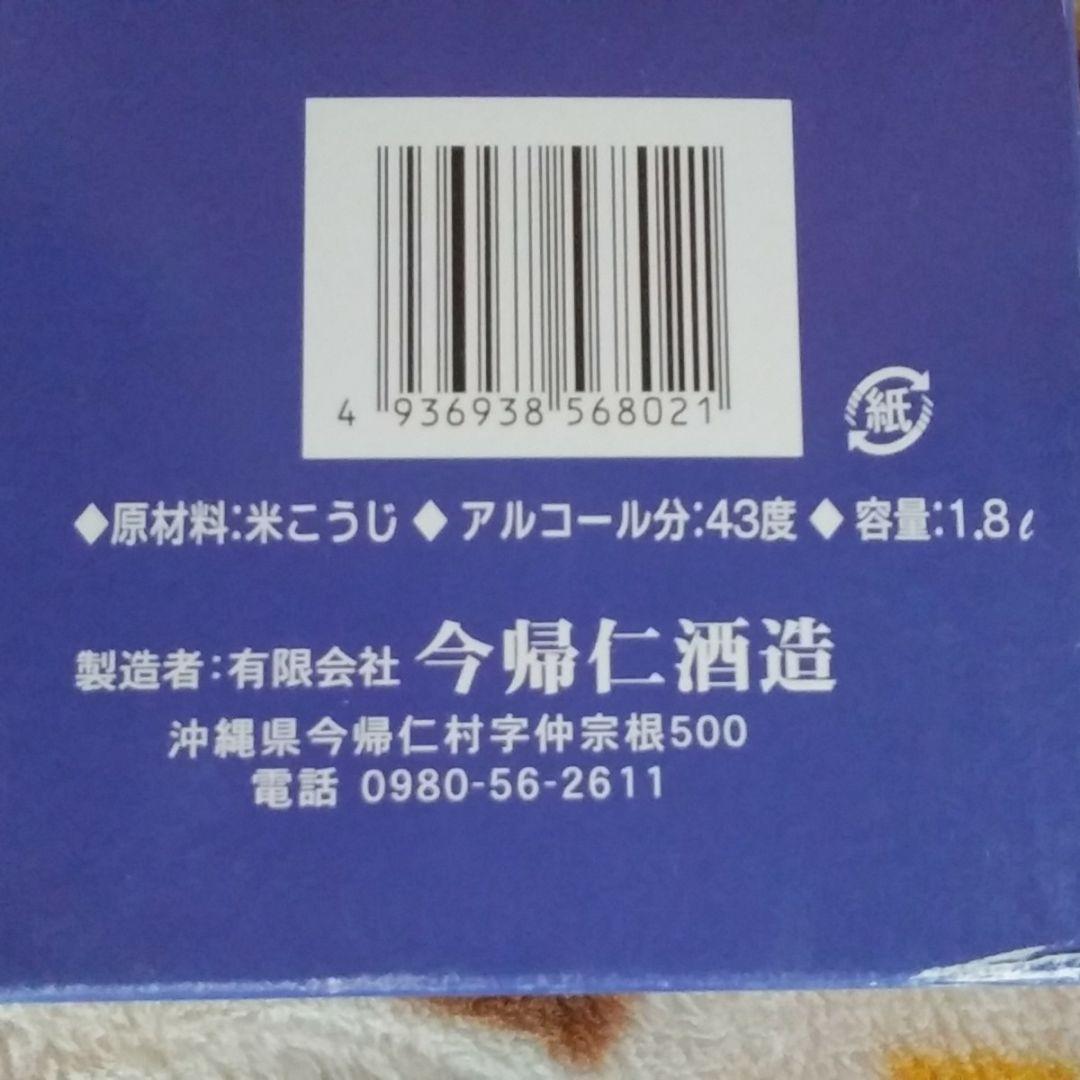 4 936938 568021
紙
◆原材料:米こうじ ◆ アルコール分:43度 ◆ 容量:1.8ℓ
製造者:有限会社 今帰仁酒造
沖縄県今帰仁村字仲宗根500
電話 0980-56-2611